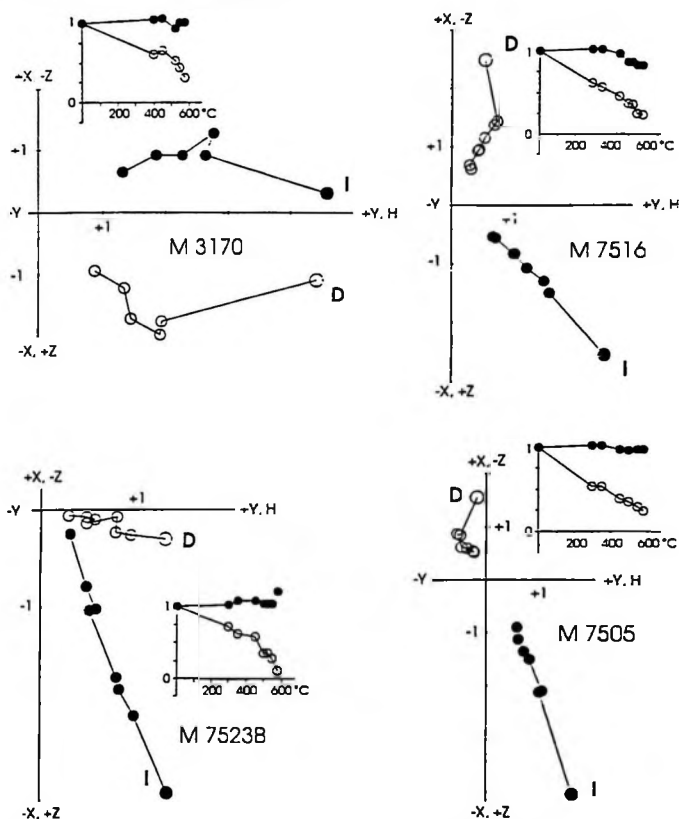 1
0
200 400 600 °C
+X, -Z
+1
I
-Y
+Y, H
+1
M 3170
-1
D
-X, +Z
+X, -Z
D
1
0
200 400 600 °C
+1
-Y
+Y, H
+1
M 7516
-1
I
-X, +Z
+X, -Z
+1
-Y
+Y, H
D
-1
1
0
200 400 600 °C
M 7523B
I
-X, +Z
+X, -Z
D
1
0
200 400 600 °C
+1
-Y
+1
+Y, H
-1
M 7505
I
-X, +Z